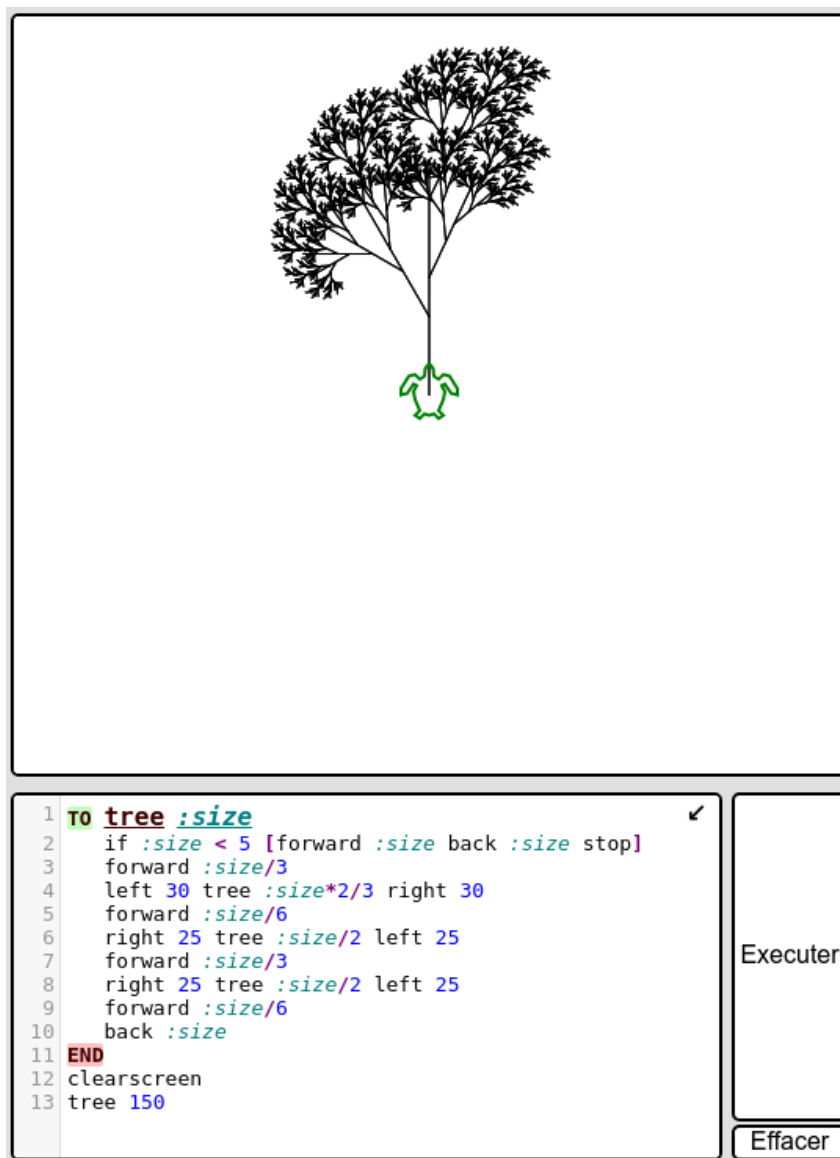 1 TO tree :size
2 if :size < 5 [forward :size back :size stop]
3 forward :size/3
4 left 30 tree :size*2/3 right 30
5 forward :size/6
6 right 25 tree :size/2 left 25
7 forward :size/3
8 right 25 tree :size/2 left 25
9 forward :size/6
10 back :size
11 END
12 clearscreen
13 tree 150
Executer
Effacer